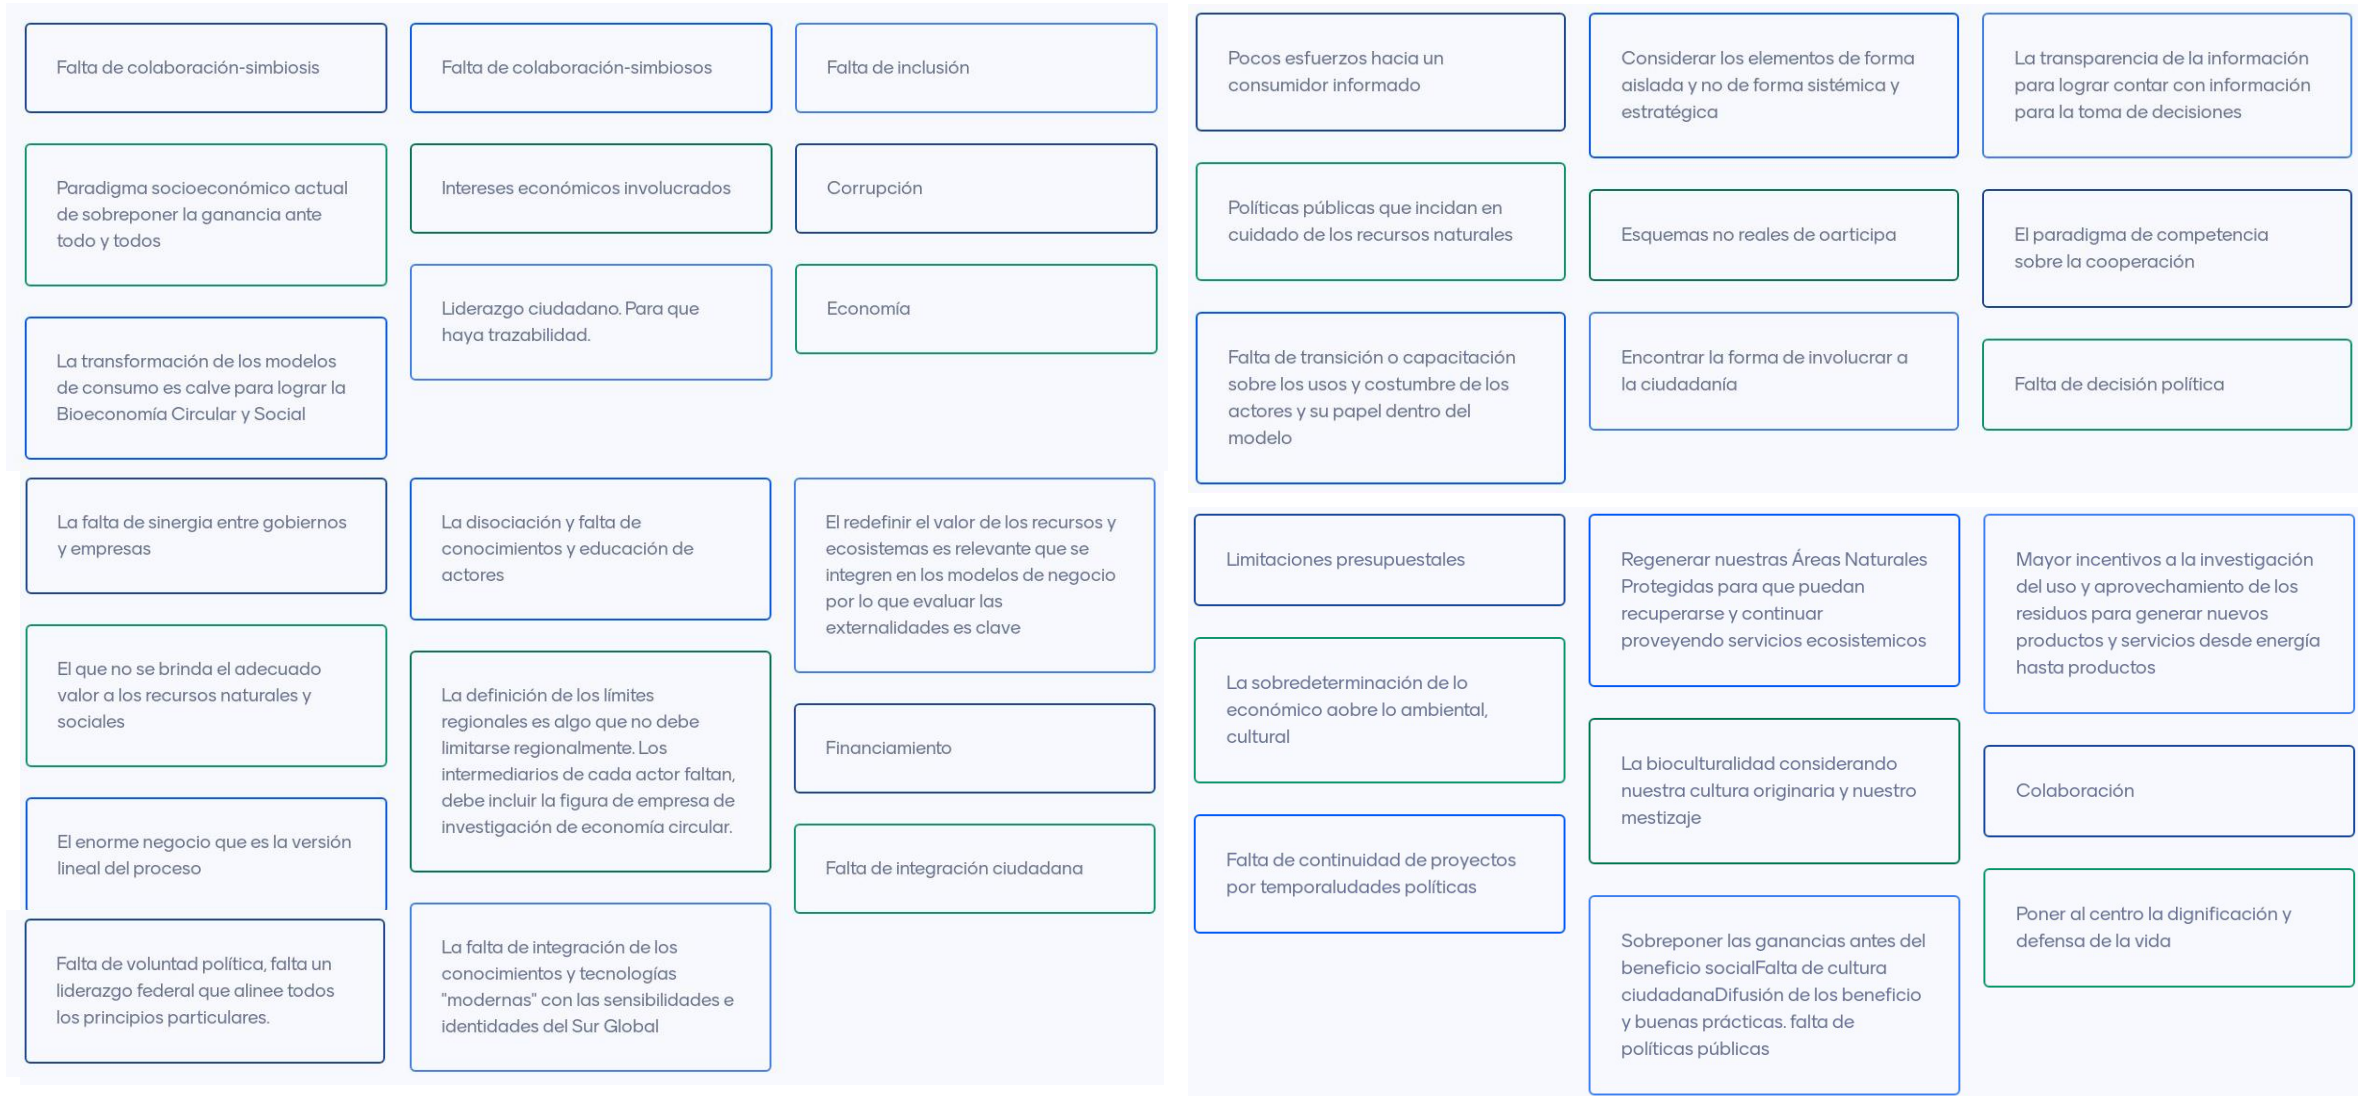 Falta de colaboración-simbiosis
Falta de colaboración-simbiosos
Falta de inclusión
Paradigma socioeconómico actual
de sobreponer la ganancia ante
todo y todos
Intereses económicos involucrados
Corrupción
Liderazgo ciudadano. Para que
haya trazabilidad.
Economía
La transformación de los modelos
de consumo es calve para lograr la
Bioeconomía Circular y Social
La falta de sinergia entre gobiernos
y empresas
La disociación y falta de
conocimientos y educación de
actores
El redefinir el valor de los recursos y
ecosistemas es relevante que se
integren en los modelos de negocio
por lo que evaluar las
externalidades es clave
El que no se brinda el adecuado
valor a los recursos naturales y
sociales
La definición de los límites
regionales es algo que no debe
limitarse regionalmente. Los
intermediarios de cada actor faltan,
debe incluir la figura de empresa de
investigación de economía circular.
Financiamiento
El enorme negocio que es la versión
lineal del proceso
Falta de integración ciudadana
Falta de voluntad política, falta un
liderazgo federal que alinee todos
los principios particulares.
La falta de integración de los
conocimientos y tecnologías
"modernas" con las sensibilidades e
identidades del Sur Global
Pocos esfuerzos hacia un
consumidor informado
Considerar los elementos de forma
aislada y no de forma sistémica y
estratégica
La transparencia de la información
para lograr contar con información
para la toma de decisiones
Políticas públicas que incidan en
cuidado de los recursos naturales
Esquemas no reales de oarticipa
El paradigma de competencia
sobre la cooperación
Falta de transición o capacitación
sobre los usos y costumbre de los
actores y su papel dentro del
modelo
Encontrar la forma de involucrar a
la ciudadanía
Falta de decisión política
Limitaciones presupuestales
Regenerar nuestras Áreas Naturales
Protegidas para que puedan
recuperarse y continuar
proveyendo servicios ecosistemicos
Mayor incentivos a la investigación
del uso y aprovechamiento de los
residuos para generar nuevos
productos y servicios desde energía
hasta productos
La sobredeterminación de lo
económico aobre lo ambiental,
cultural
La bioculturalidad considerando
nuestra cultura originaria y nuestro
mestizaje
Colaboración
Falta de continuidad de proyectos
por temporaludades políticas
Sobreponer las ganancias antes del
beneficio socialFalta de cultura
ciudadanaDifusión de los beneficio
y buenas prácticas. falta de
políticas públicas
Poner al centro la dignificación y
defensa de la vida